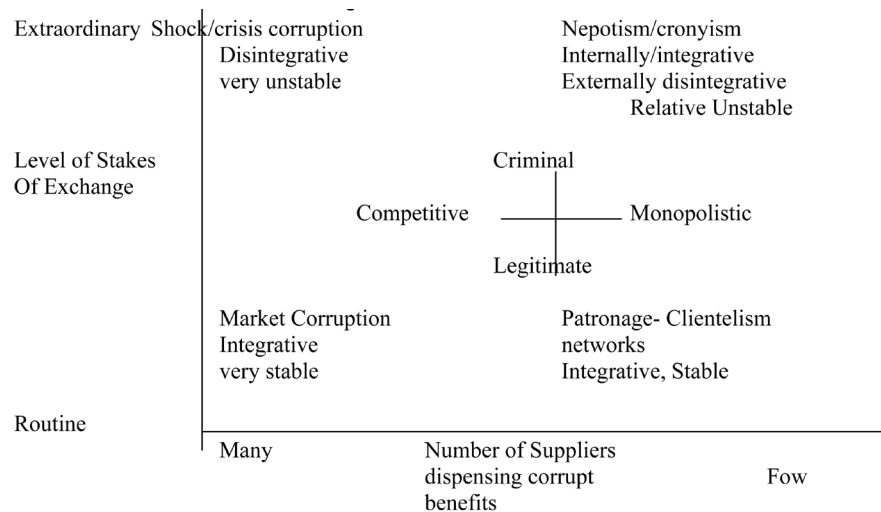 Extraordinary Shock/crisis corruption Nepotism/cronyism
Disintegrative Internally/integrative
very unstable Externally disintegrative
Relative Unstable
Level of Stakes Criminal
Of Exchange
Competitive Monopolistic
Legitimate
Market Corruption Patronage- Clientelism
Integrative networks
very stable Integrative, Stable
Routine
Many Number of Suppliers
dispensing corrupt Fow
benefits